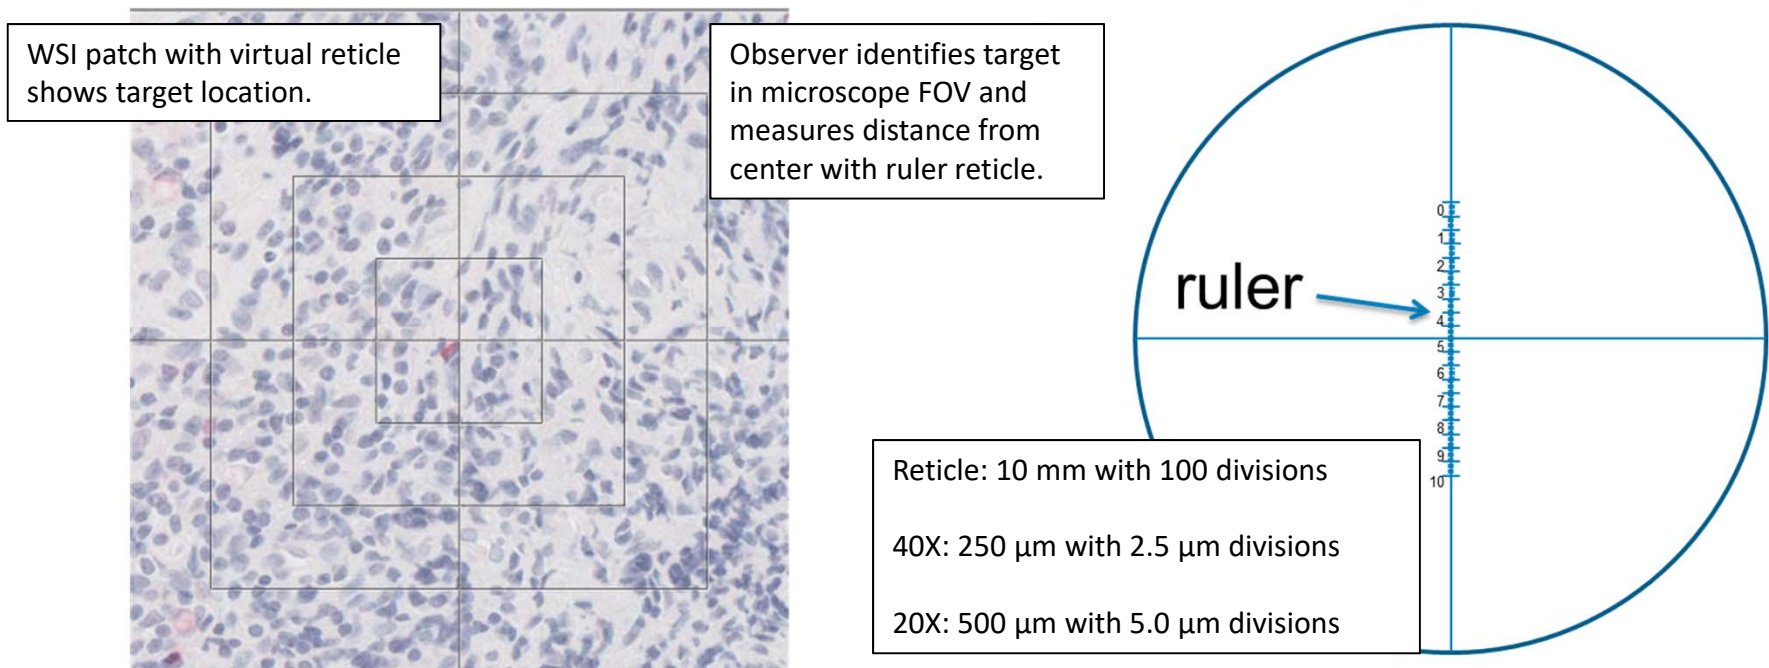 WSI patch with virtual reticle
shows target location.
Observer identifies target
in microscope FOV and
measures distance from
center with ruler reticle.
ruler
0
1
2
3
4
5
6
7
8
9
10
Reticle: 10 mm with 100 divisions
40X: 250 µm with 2.5 µm divisions
20X: 500 µm with 5.0 µm divisions